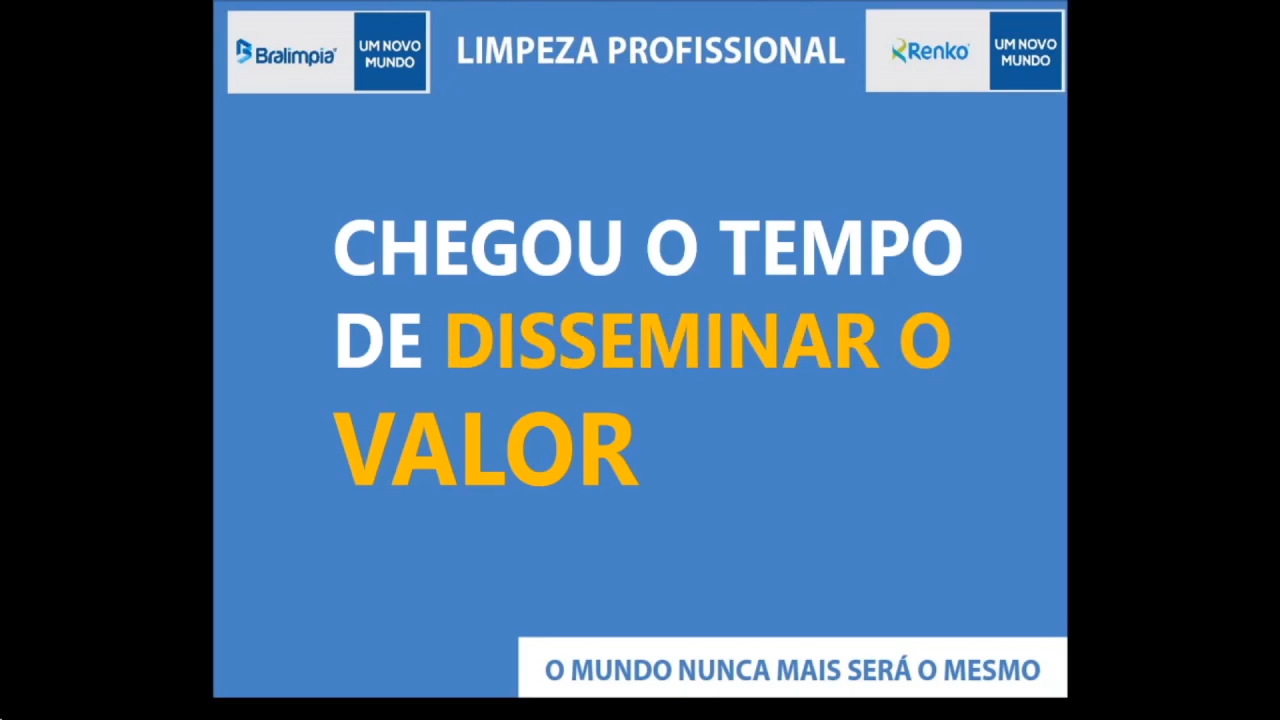 Bralimpia
UM NOVO
MUNDO
LIMPEZA PROFISSIONAL
Renko
UM NOVO
MUNDO
CHEGOU O TEMPO
DE DISSEMINAR O
VALOR
O MUNDO NUNCA MAIS SERÁ O MESMO